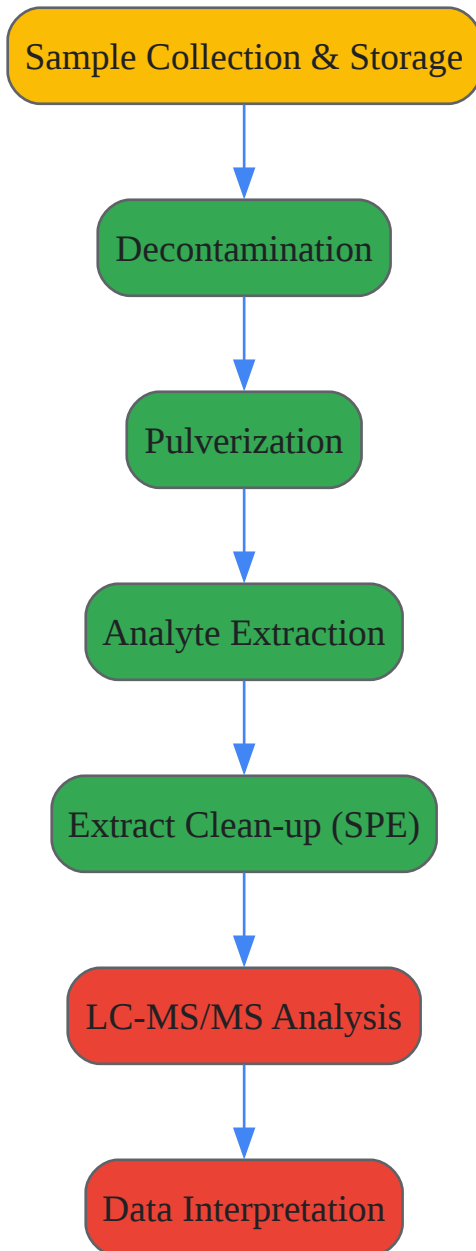 Sample Collection & Storage
Decontamination
Pulverization
Analyte Extraction
Extract Clean-up (SPE)
LC-MS/MS Analysis
Data Interpretation